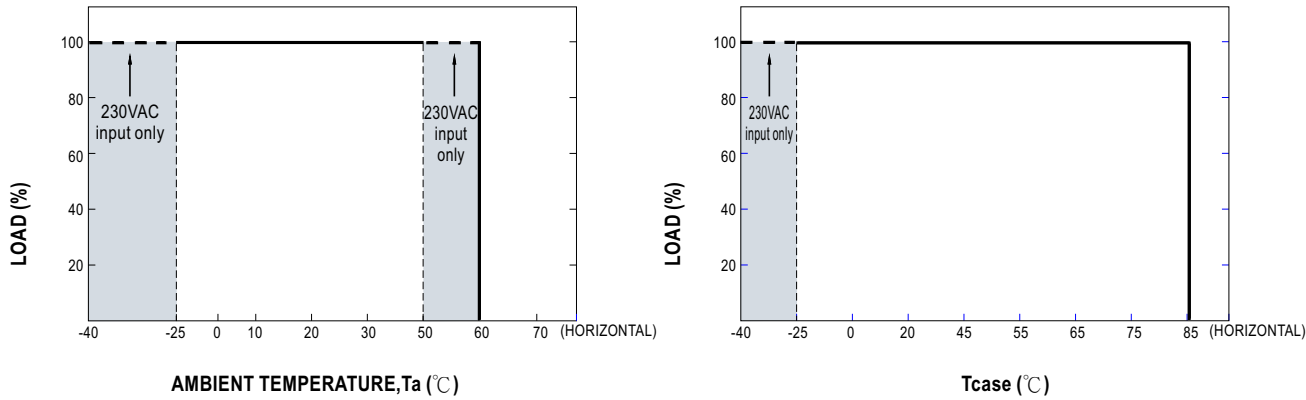 100
80
60
40
20
230VAC
input only
230VAC
input
only
LOAD (%)
-40 -25 0 10 20 30 50 60 70 (HORIZONTAL)
AMBIENT TEMPERATURE,Ta (℃)
100
80
60
40
20
230VAC
input only
LOAD (%)
-40 -25 0 20 45 55 65 75 85 (HORIZONTAL)
Tcase (℃)